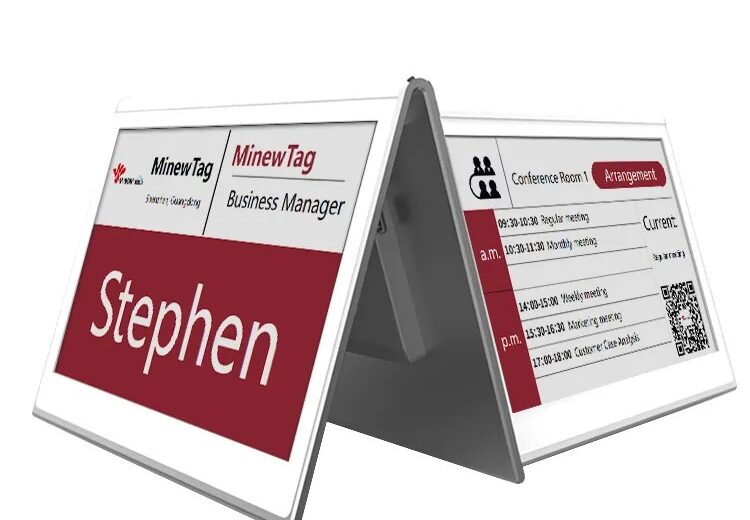 MinewTag
Shenzhen, Guangdong
MinewTag
Business Manager
Stephen
Conference Room 1
Arrangement
a.m.
09:30-10:30 Regular meeting
10:30-11:30 Monthly meeting
p.m.
14:00-15:00 Weekly meeting
15:30-16:30 Marketing meeting
17:00-18:00 Customer Case Analysis
Current:
Regular meeting